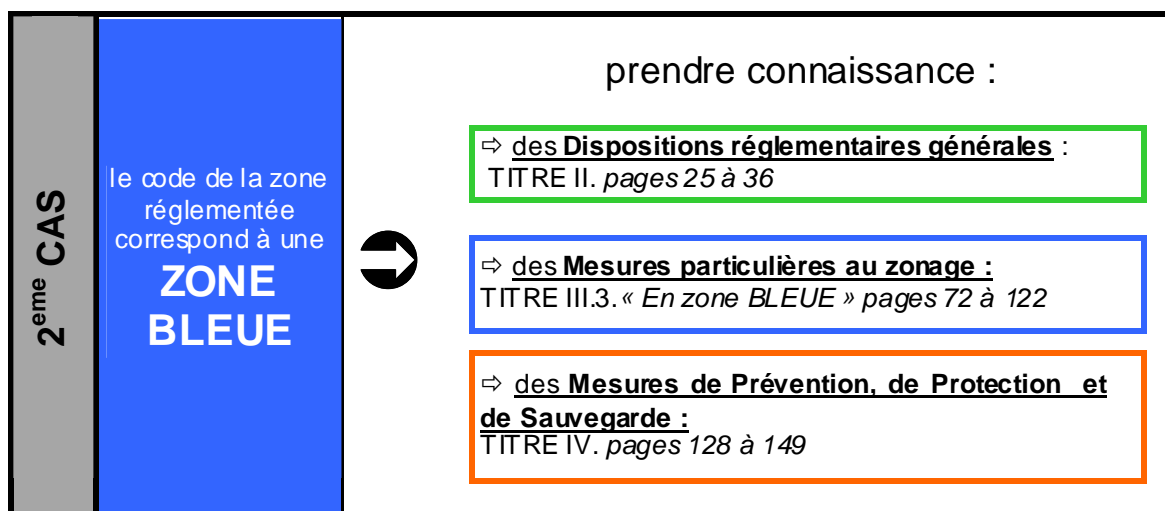 2eme CAS
le code de la zone
réglementée
correspond à une
ZONE
BLEUE
prendre connaissance :
⇨ des Dispositions réglementaires générales :
TITRE II. pages 25 à 36
⇨ des Mesures particulières au zonage :
TITRE III.3. « En zone BLEUE » pages 72 à 122
⇨ des Mesures de Prévention, de Protection et
de Sauvegarde :
TITRE IV. pages 128 à 149